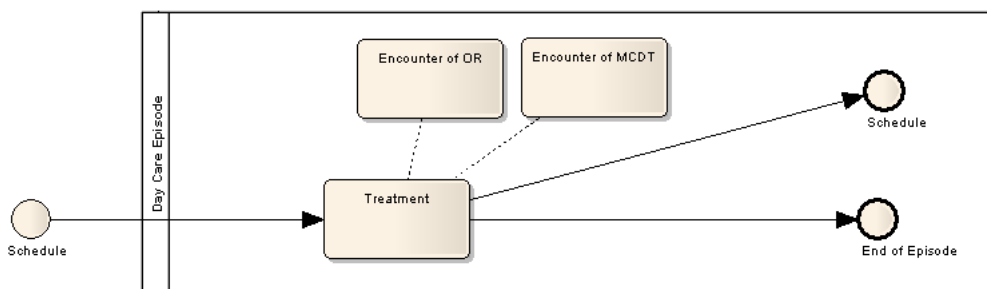 Encounter of OR
Encounter of MCDT
Schedule
Day Care Episode
Treatment
Schedule
End of Episode